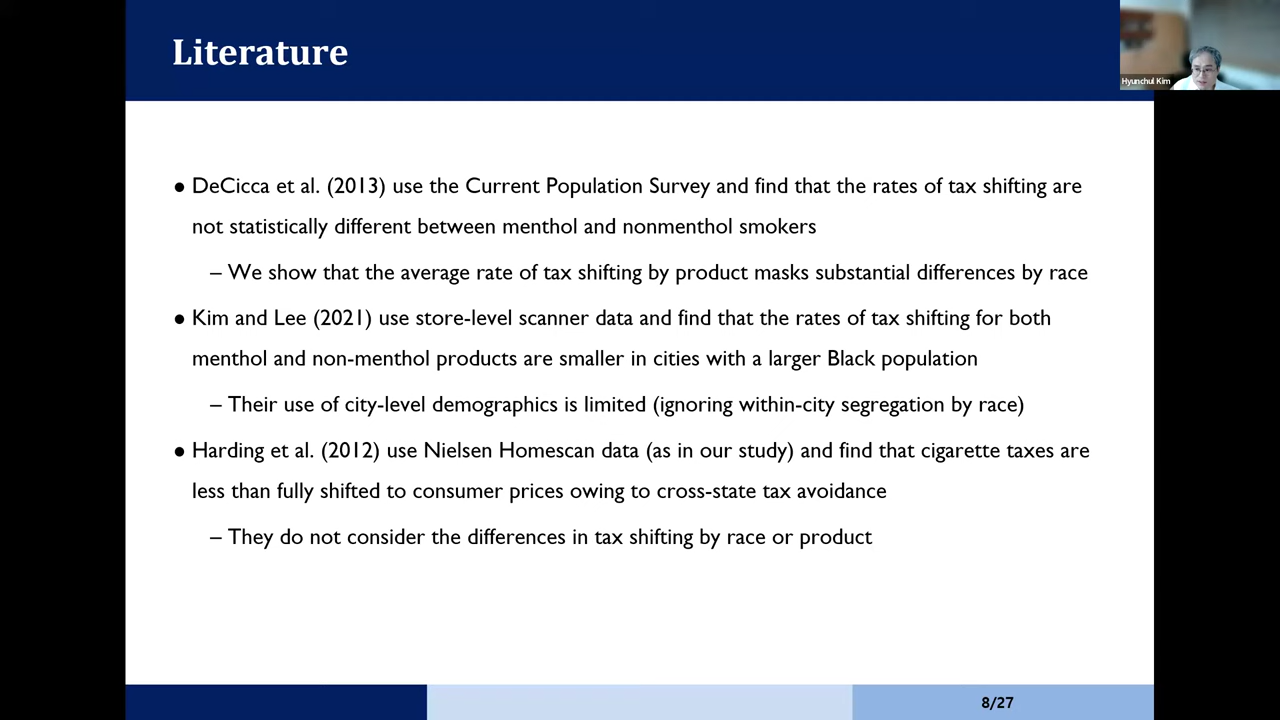 Literature
Hyunchul Kim
● DeCicca et al. (2013) use the Current Population Survey and find that the rates of tax shifting are
not statistically different between menthol and nonmenthol smokers
– We show that the average rate of tax shifting by product masks substantial differences by race
● Kim and Lee (2021) use store-level scanner data and find that the rates of tax shifting for both
menthol and non-menthol products are smaller in cities with a larger Black population
– Their use of city-level demographics is limited (ignoring within-city segregation by race)
● Harding et al. (2012) use Nielsen Homescan data (as in our study) and find that cigarette taxes are
less than fully shifted to consumer prices owing to cross-state tax avoidance
– They do not consider the differences in tax shifting by race or product
8/27